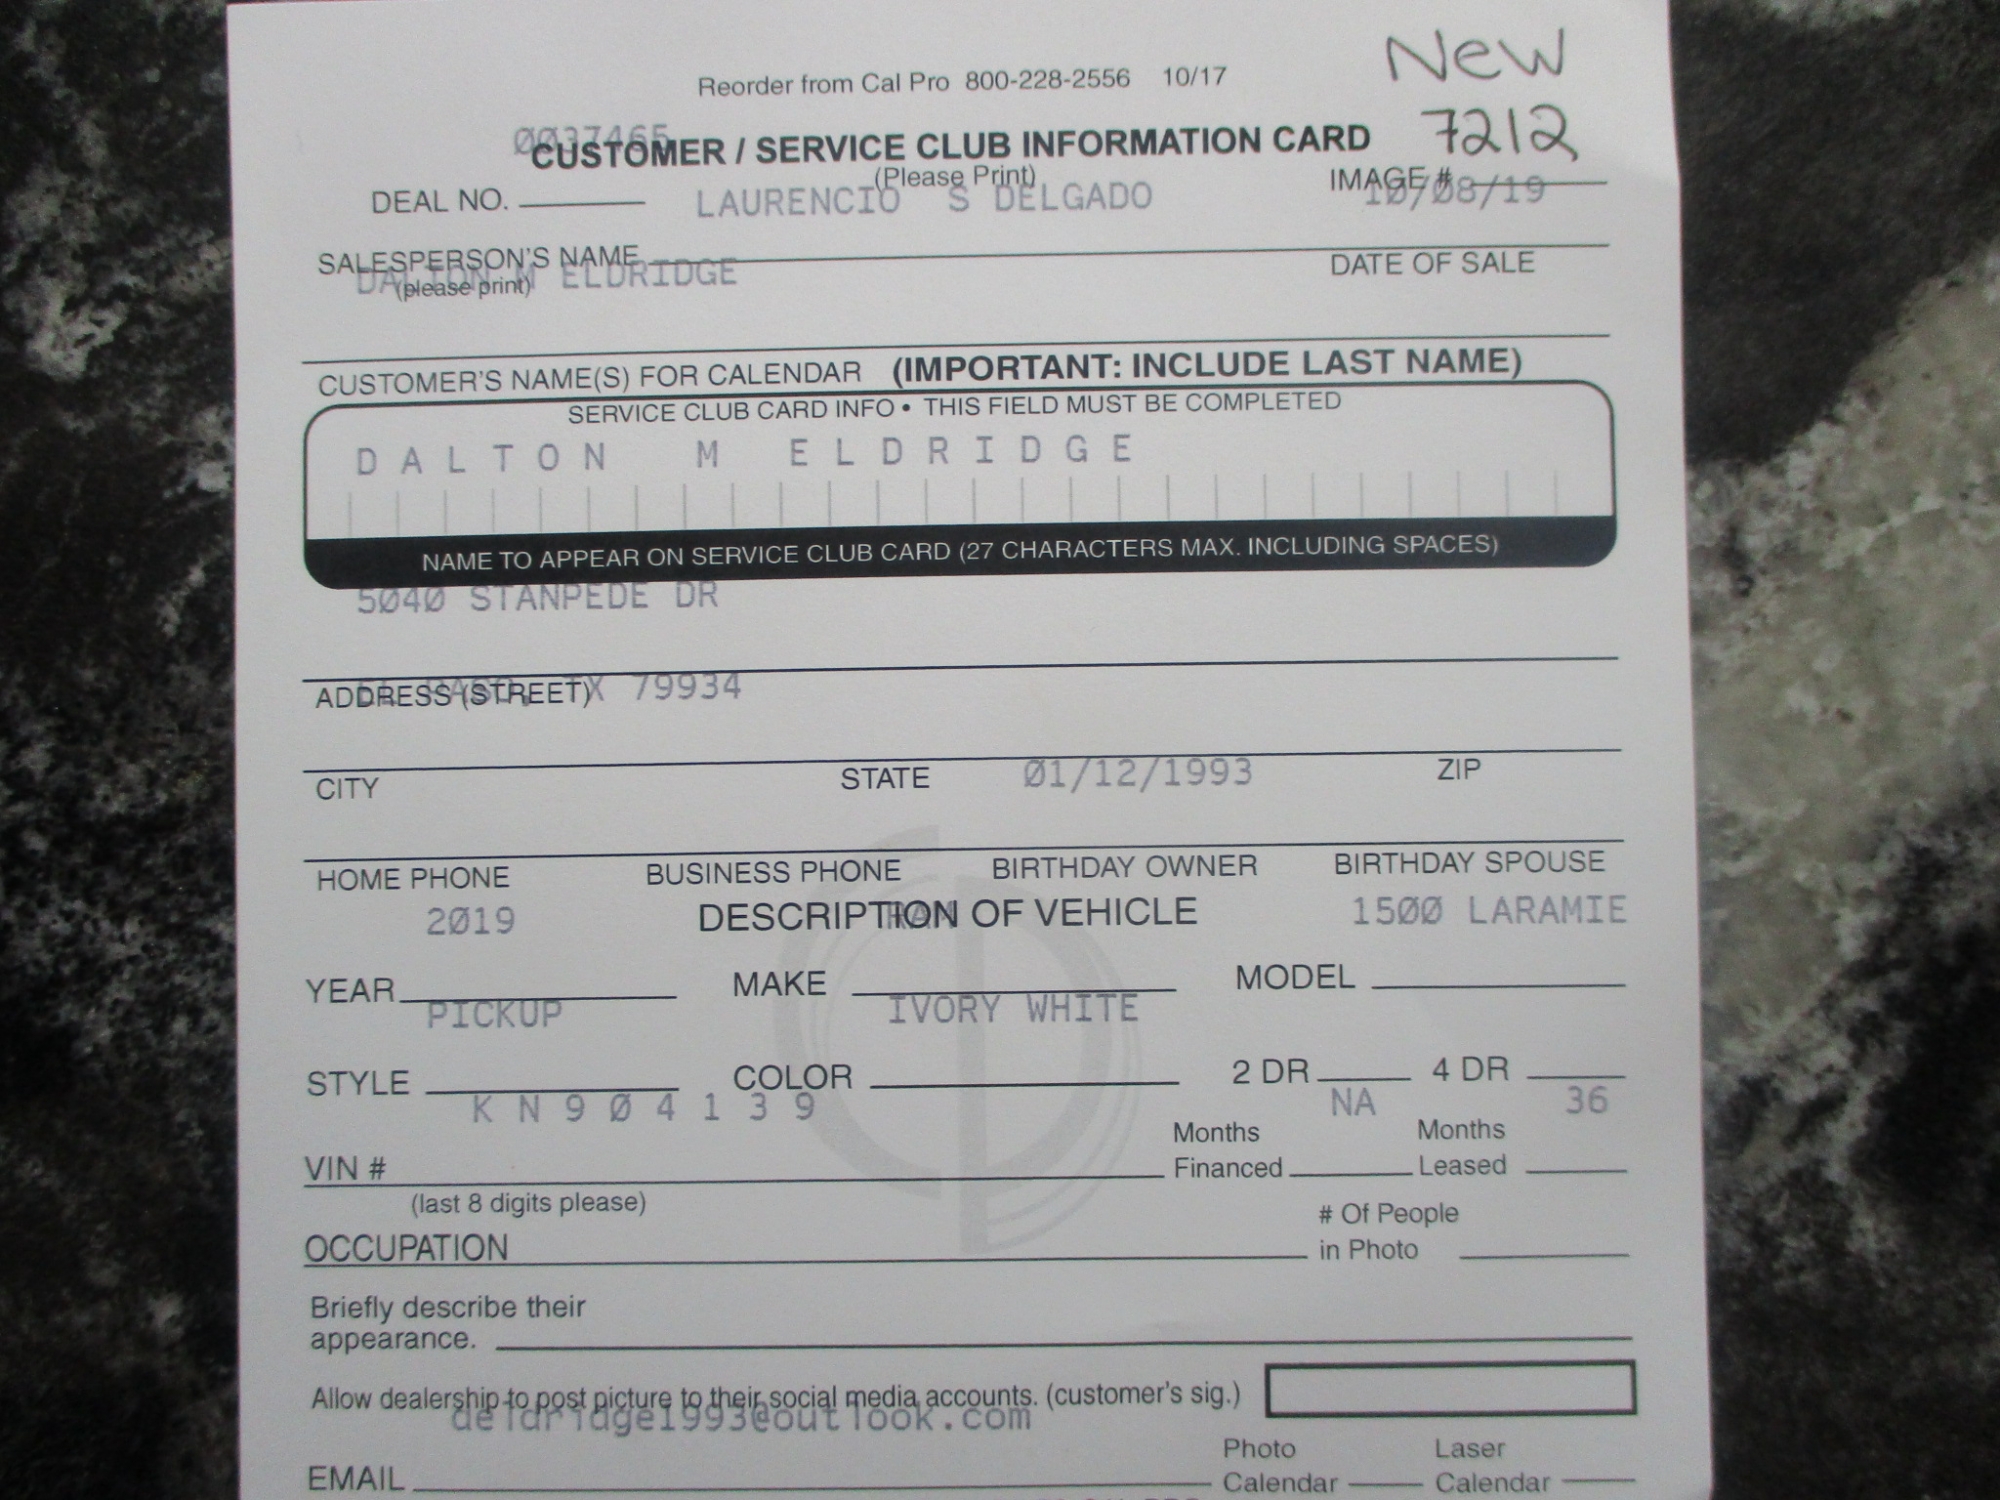 New
Reorder from Cal Pro 800-228-2556 10/17
7212
0037465
CUSTOMER / SERVICE CLUB INFORMATION CARD
(Please Print)
DEAL NO. LAURENCIO S DELGADO IMAGE # 10/08/19
SALESPERSON'S NAME DATE OF SALE
(please print)
DALTON M ELDRIDGE
CUSTOMER'S NAME(S) FOR CALENDAR (IMPORTANT: INCLUDE LAST NAME)
SERVICE CLUB CARD INFO • THIS FIELD MUST BE COMPLETED
DALTON M ELDRIDGE
NAME TO APPEAR ON SERVICE CLUB CARD (27 CHARACTERS MAX. INCLUDING SPACES)
5040 STANPEDE DR
ADDRESS (STREET)
TX 79934
CITY STATE ZIP
01/12/1993
HOME PHONE BUSINESS PHONE BIRTHDAY OWNER BIRTHDAY SPOUSE
DESCRIPTION OF VEHICLE
2019 RAM 1500 LARAMIE
YEAR MAKE MODEL
PICKUP IVORY WHITE
STYLE COLOR 2 DR 4 DR
KN904139 NA 36
VIN # Months Financed Months Leased
(last 8 digits please)
OCCUPATION # Of People in Photo
Briefly describe their
appearance.
Allow dealership to post picture to their social media accounts. (customer's sig.)
deldridge1993@outlook.com
EMAIL Photo Calendar Laser Calendar